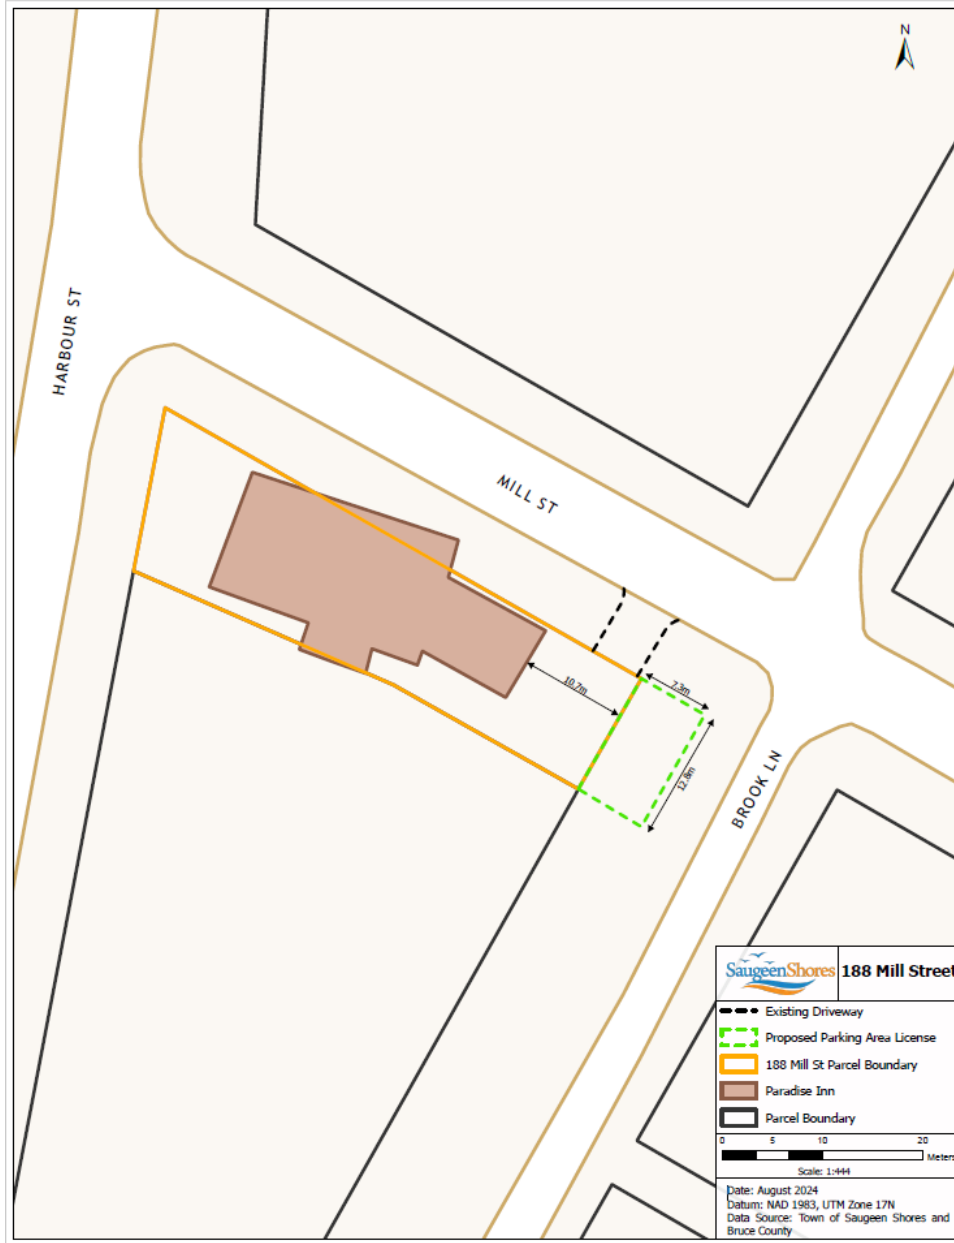 N
HARBOUR ST
MILL ST
10.7m
7.3m
12.8m
BROOK LN
SaugeenShores
188 Mill Street
Existing Driveway
Proposed Parking Area License
188 Mill St Parcel Boundary
Paradise Inn
Parcel Boundary
0 5 10 20
Meters
Scale: 1:444
Date: August 2024
Datum: NAD 1983, UTM Zone 17N
Data Source: Town of Saugeen Shores and
Bruce County